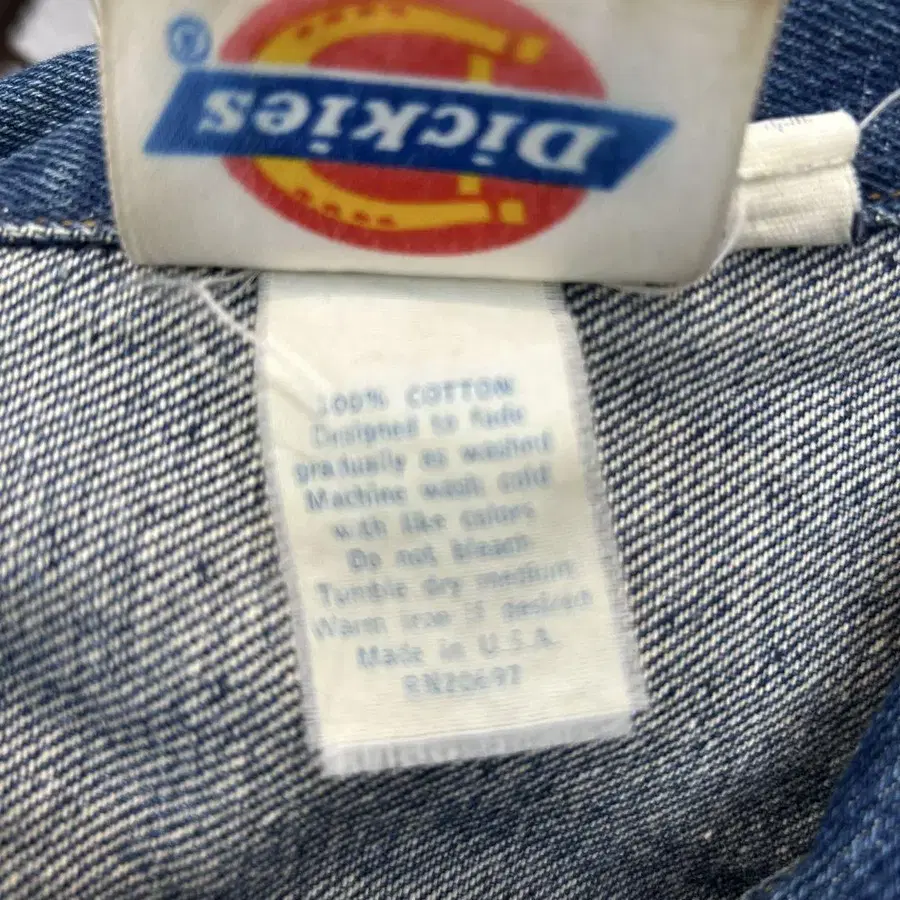 Dickies
®
100% COTTON
Designed to fade
gradually as washed
Machine wash cold
with like colors
Do not bleach
Tumble dry medium
Warm iron if desired
Made in U.S.A.
RN20697